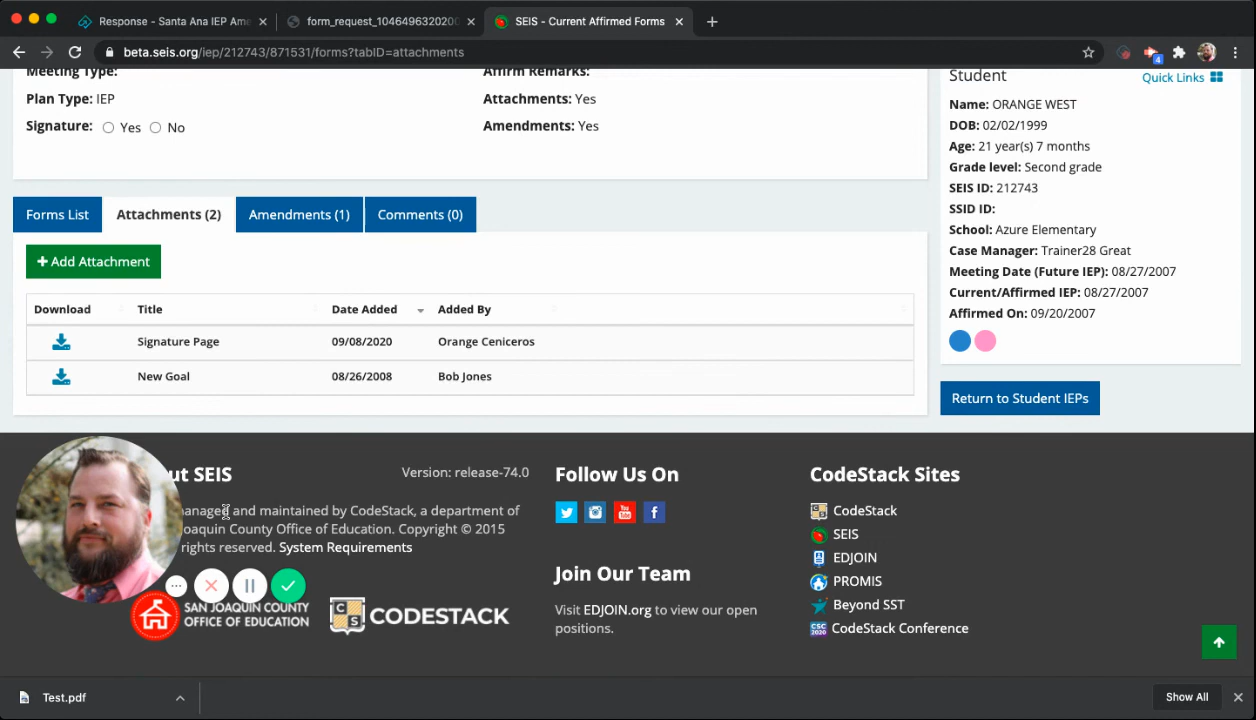 Response - Santa Ana IEP Ame
form_request_1046496320200
SEIS - Current Affirmed Forms
beta.seis.org/iep/212743/871531/forms?tabID=attachments
4
Meeting Type:
Affirm Remarks:
Plan Type: IEP
Attachments: Yes
Signature: Yes No
Amendments: Yes
Student
Quick Links
Name: ORANGE WEST
DOB: 02/02/1999
Age: 21 year(s) 7 months
Grade level: Second grade
SEIS ID: 212743
SSID ID:
School: Azure Elementary
Case Manager: Trainer28 Great
Meeting Date (Future IEP): 08/27/2007
Current/Affirmed IEP: 08/27/2007
Affirmed On: 09/20/2007
Return to Student IEPs
Forms List
Attachments (2)
Amendments (1)
Comments (0)
+ Add Attachment
Download Title Date Added Added By
Signature Page 09/08/2020 Orange Ceniceros
New Goal 08/26/2008 Bob Jones
ut SEIS
Version: release-74.0
managed and maintained by CodeStack, a department of
oaquin County Office of Education. Copyright © 2015
rights reserved. System Requirements
SAN JOAQUIN COUNTY
OFFICE OF EDUCATION
CS
CODESTACK
Follow Us On
Join Our Team
Visit EDJOIN.org to view our open
positions.
CodeStack Sites
CodeStack
SEIS
EDJOIN
PROMIS
Beyond SST
CSC
2020
CodeStack Conference
Test.pdf
Show All